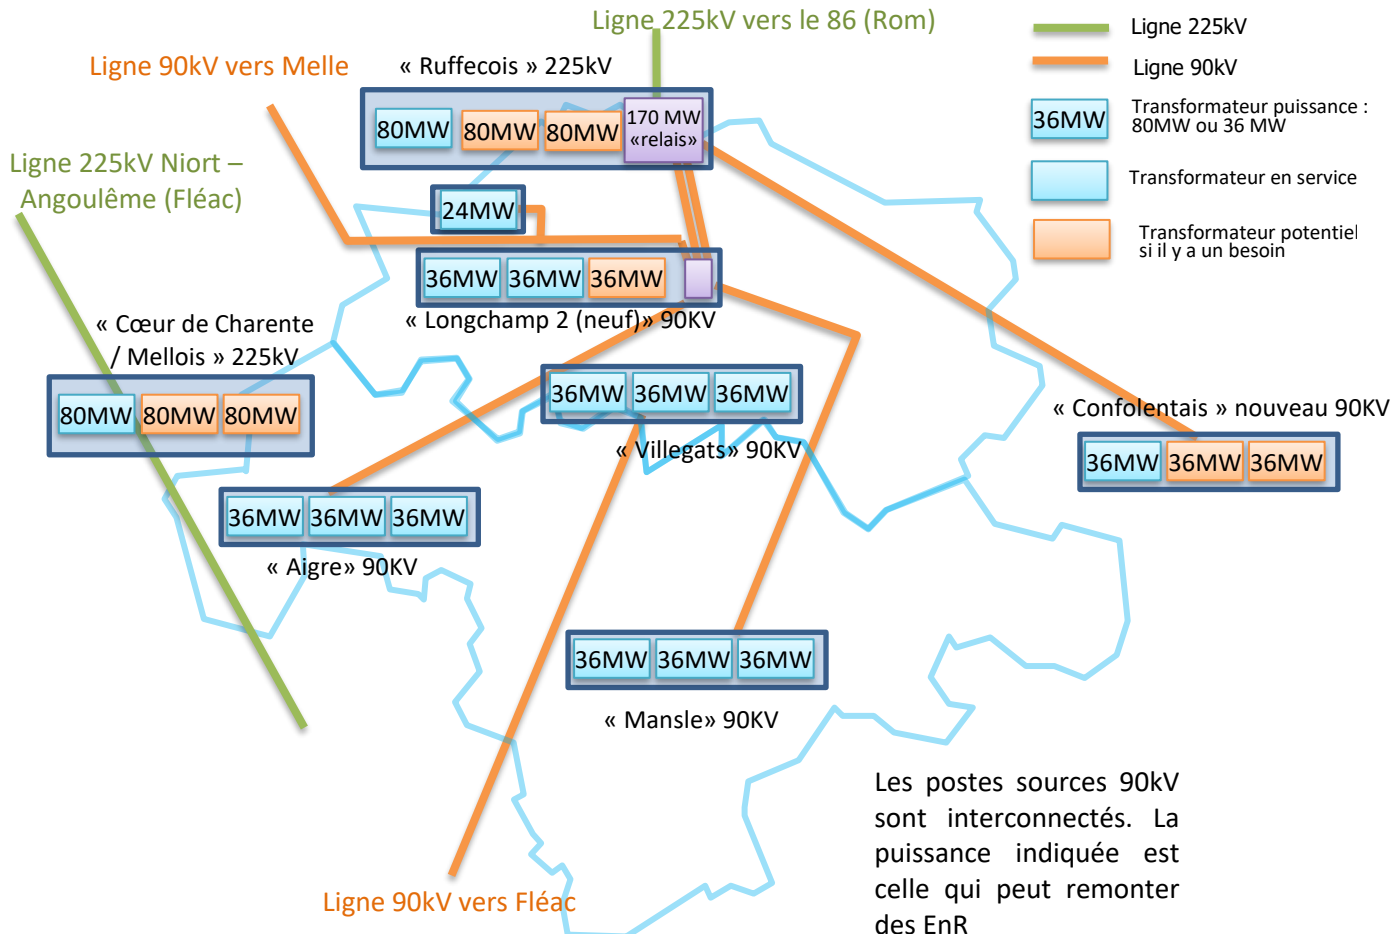 Ligne 225kV vers le 86 (Rom)
Ligne 90kV vers Melle
« Ruffecois » 225kV
80MW
80MW
80MW
170 MW
«relais»
Ligne 225kV
Ligne 90kV
36MW
Transformateur puissance :
80MW ou 36 MW
Transformateur en service
Transformateur potentiel
si il y a un besoin
Ligne 225kV Niort –
Angoulême (Fléac)
24MW
36MW
36MW
36MW
« Longchamp 2 (neuf)» 90KV
« Cœur de Charente
/ Mellois » 225kV
80MW
80MW
80MW
36MW
36MW
36MW
« Villegats» 90KV
« Confolentais » nouveau 90KV
36MW
36MW
36MW
36MW
36MW
36MW
« Aigre» 90KV
36MW
36MW
36MW
« Mansle» 90KV
Les postes sources 90kV
sont interconnectés. La
puissance indiquée est
celle qui peut remonter
des EnR
Ligne 90kV vers Fléac